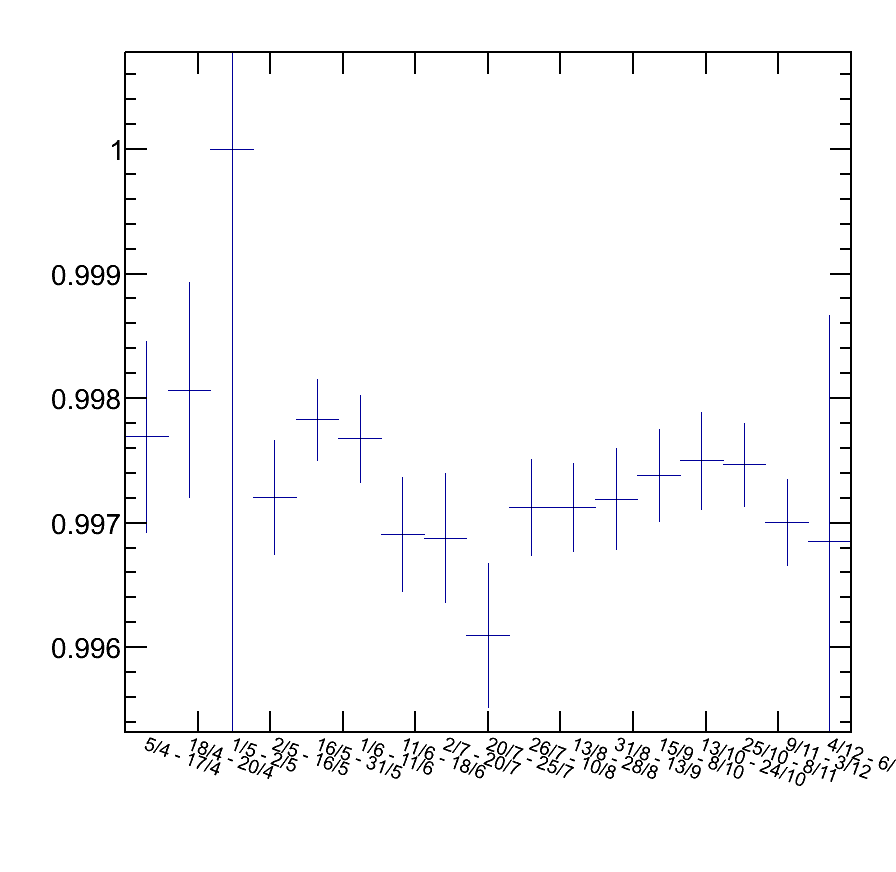 1
0.999
0.998
0.997
0.996
5/4 - 17/4
18/4 - 20/4
1/5 - 2/5
2/5 - 16/5
16/5 - 31/5
1/6 - 11/6
11/6 - 18/6
2/7 - 20/7
20/7 - 25/7
26/7 - 10/8
13/8 - 28/8
31/8 - 13/9
15/9 - 8/10
13/10 - 24/10
25/10 - 8/11
9/11 - 3/12
4/12 - 6/